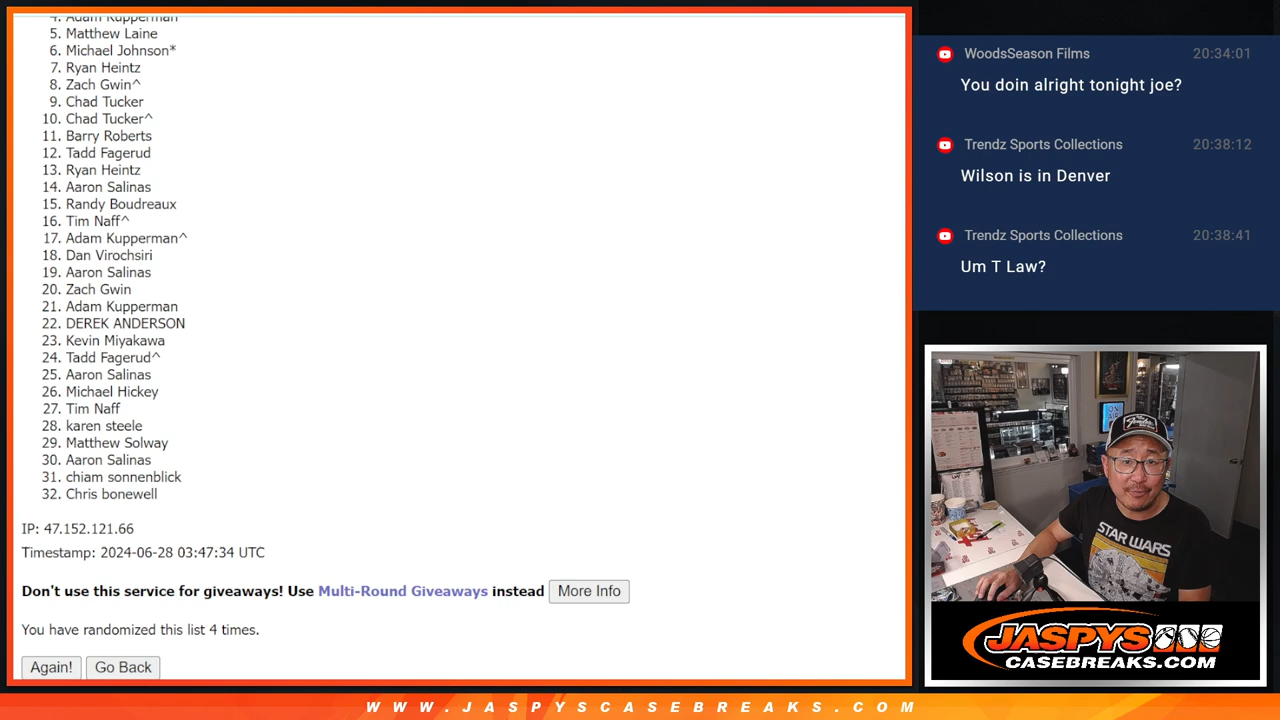 4. Adam Kupperman
5. Matthew Laine
6. Michael Johnson*
7. Ryan Heintz
8. Zach Gwin^
9. Chad Tucker
10. Chad Tucker^
11. Barry Roberts
12. Tadd Fagerud
13. Ryan Heintz
14. Aaron Salinas
15. Randy Boudreaux
16. Tim Naff^
17. Adam Kupperman^
18. Dan Virochsiri
19. Aaron Salinas
20. Zach Gwin
21. Adam Kupperman
22. DEREK ANDERSON
23. Kevin Miyakawa
24. Tadd Fagerud^
25. Aaron Salinas
26. Michael Hickey
27. Tim Naff
28. karen steele
29. Matthew Solway
30. Aaron Salinas
31. chiam sonnenblick
32. Chris bonewell
IP: 47.152.121.66
Timestamp: 2024-06-28 03:47:34 UTC
Don't use this service for giveaways! Use Multi-Round Giveaways instead More Info
You have randomized this list 4 times.
Again! Go Back
WoodsSeason Films 20:34:01
You doin alright tonight joe?
Trendz Sports Collections 20:38:12
Wilson is in Denver
Trendz Sports Collections 20:38:41
Um T Law?
STAR WARS
JASPYS
CASEBREAKS.COM
WWW.JASPYSCASEBREAKS.COM